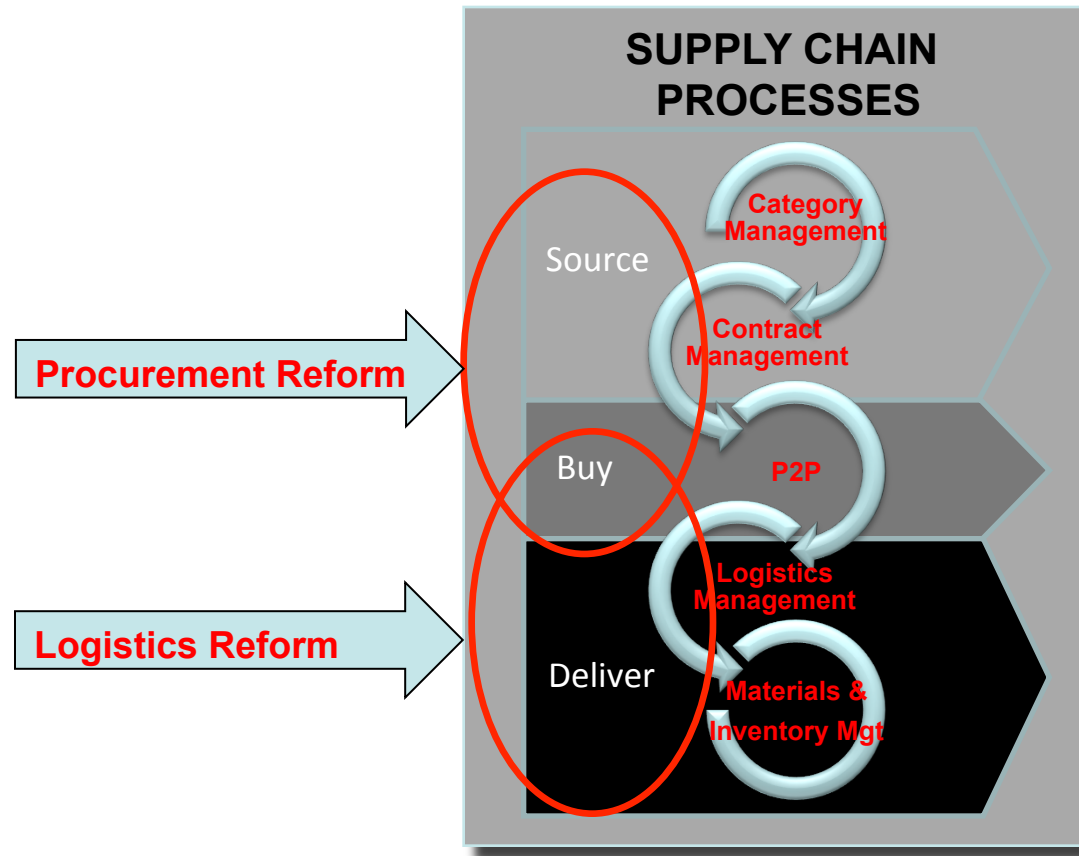 SUPPLY CHAIN
PROCESSES
Category
Management
Source
Contract
Management
Procurement Reform
Buy
P2P
Logistics
Management
Logistics Reform
Deliver
Materials &
Inventory Mgt